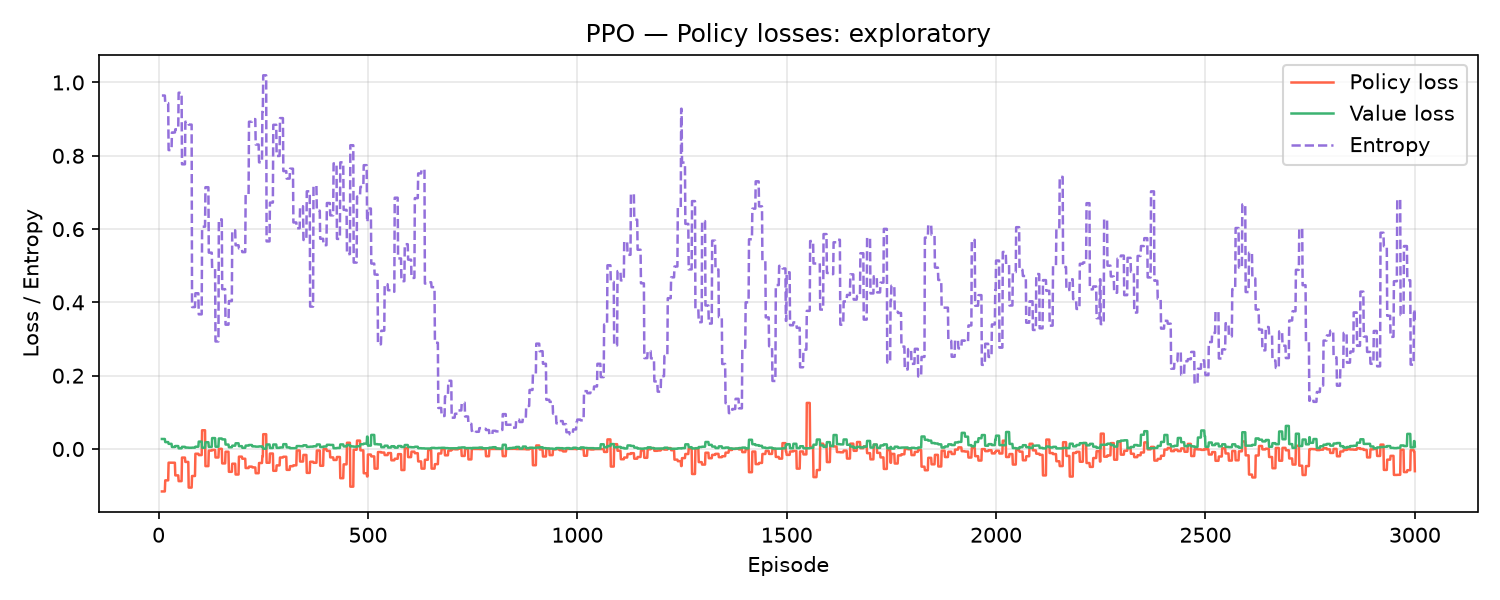 PPO — Policy losses: exploratory
Policy loss
Value loss
Entropy
Loss / Entropy
1.0
0.8
0.6
0.4
0.2
0.0
0
500
1000
1500
2000
2500
3000
Episode